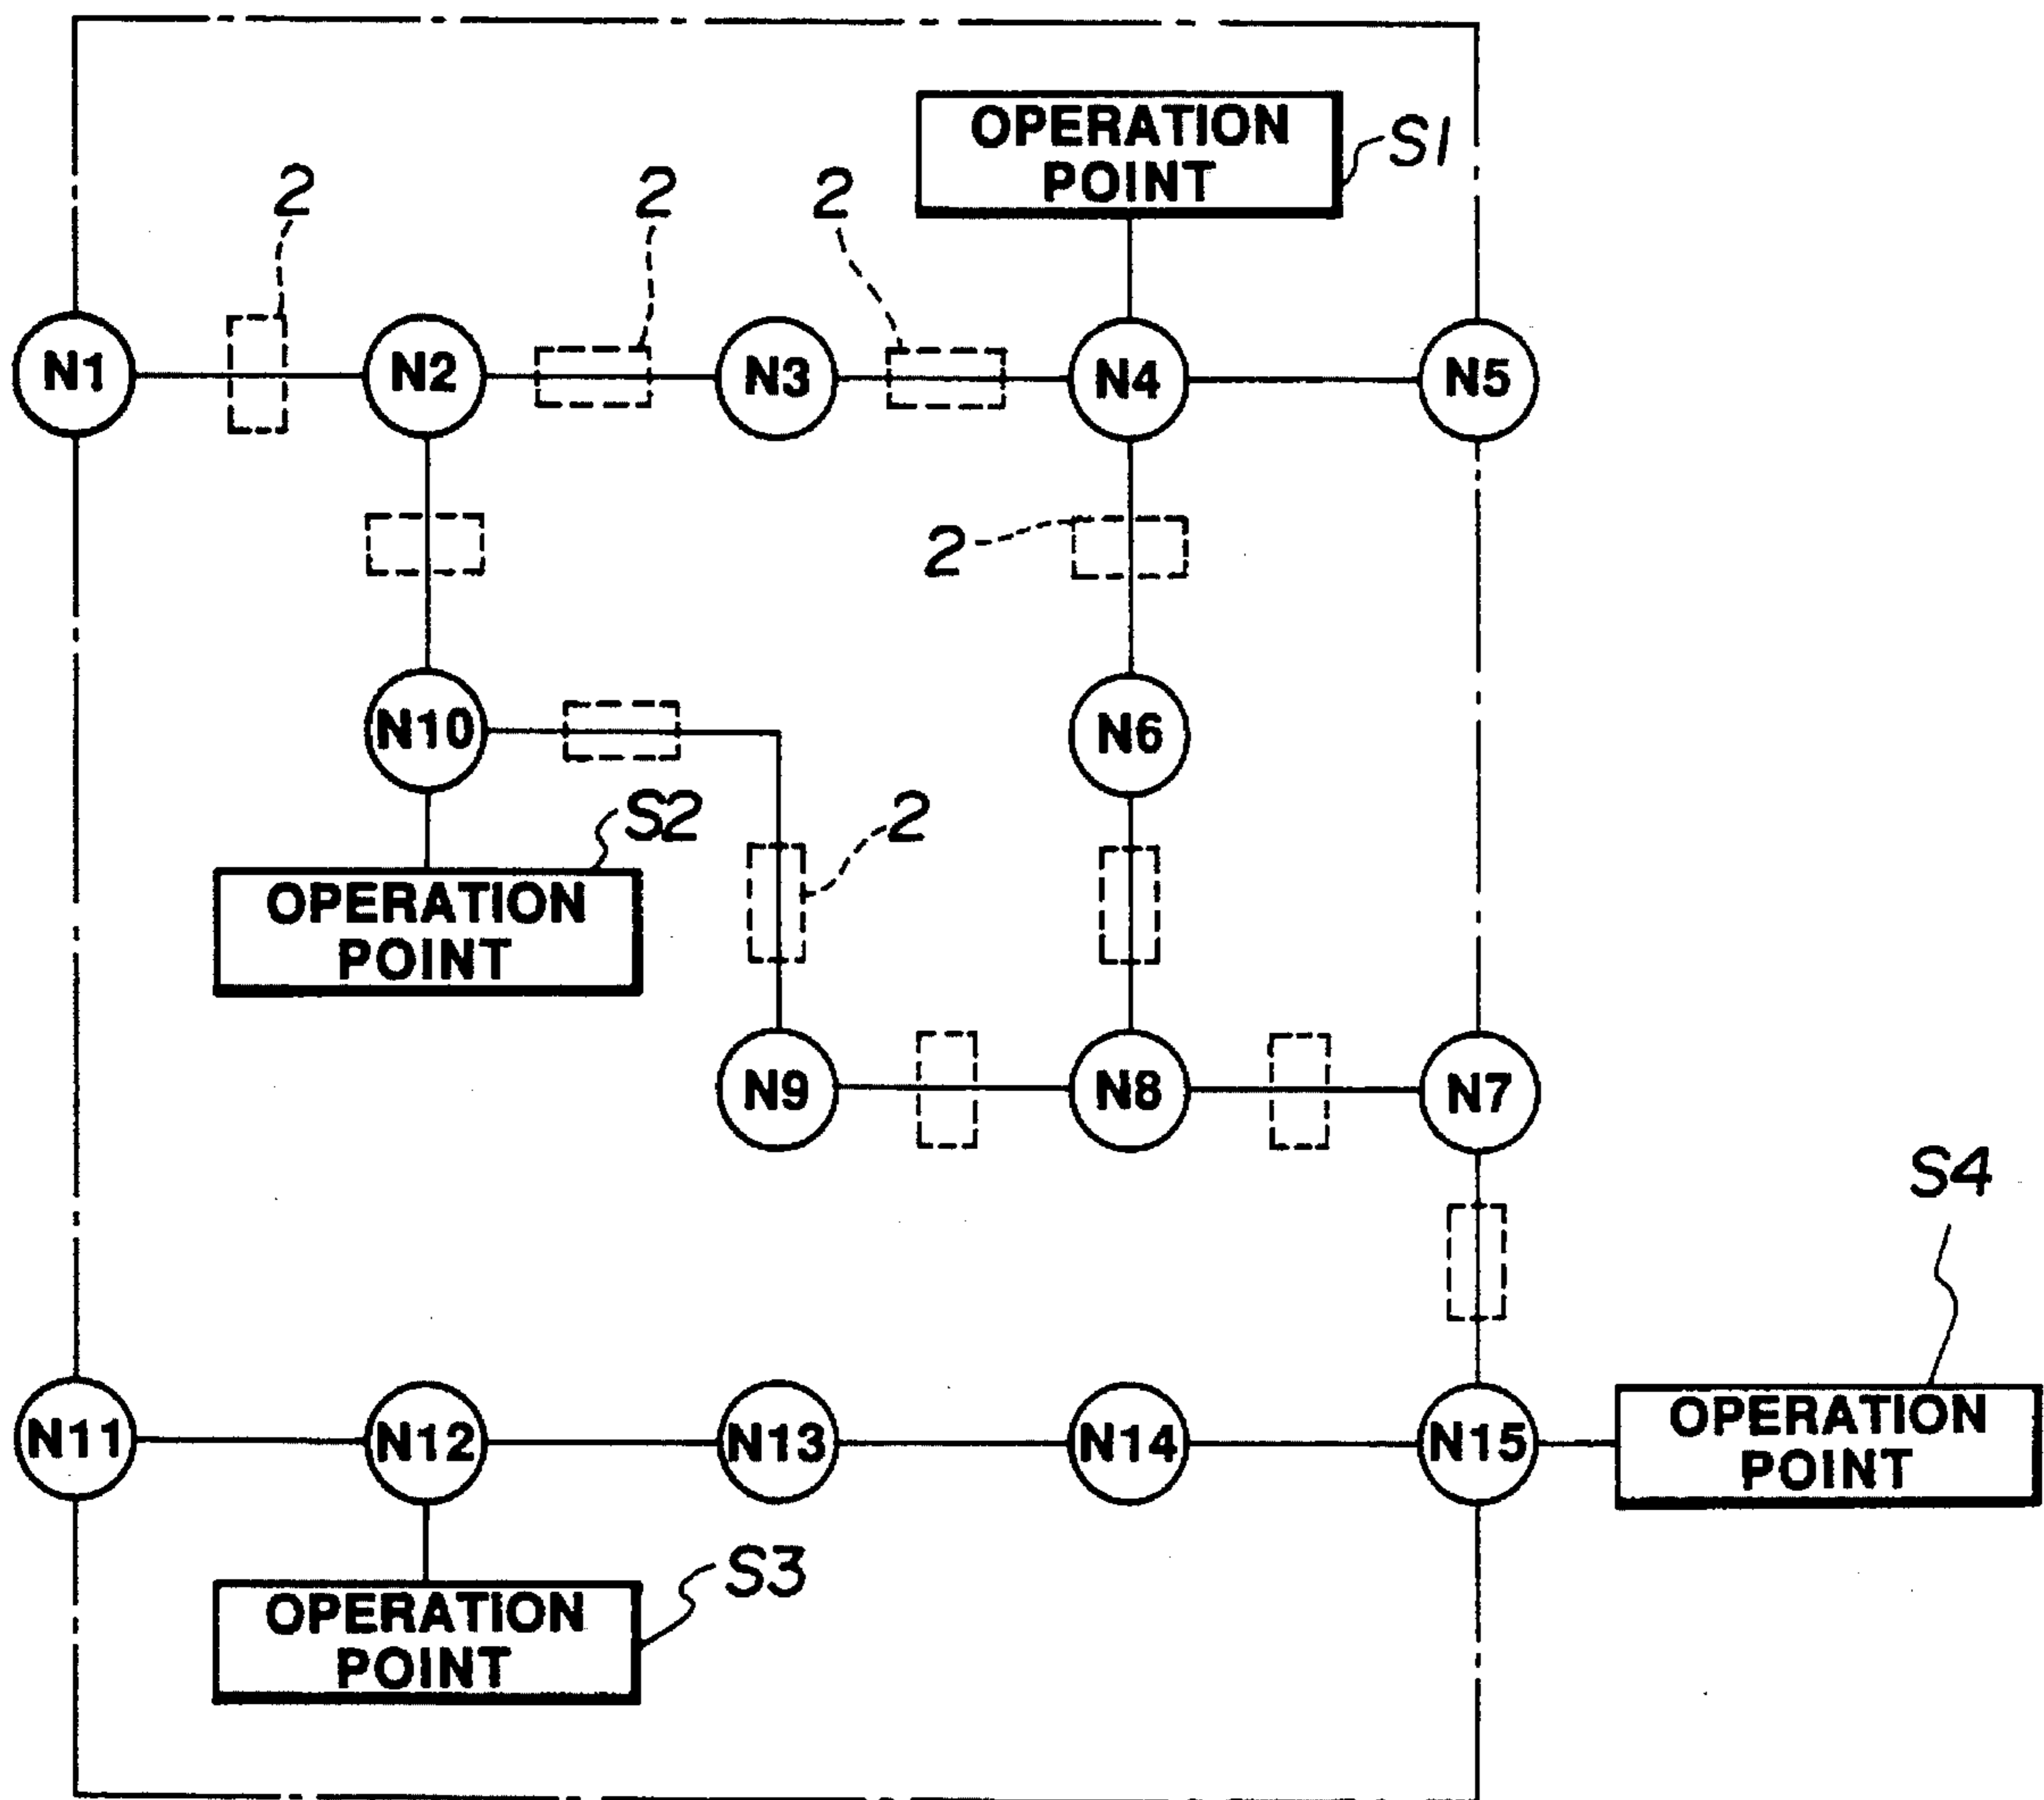 OPERATION
POINT
S1
2
2
2
N1
N2
N3
N4
N5
2
N10
N6
S2
2
OPERATION
POINT
N9
N8
N7
S4
N11
N12
N13
N14
N15
OPERATION
POINT
S3
OPERATION
POINT